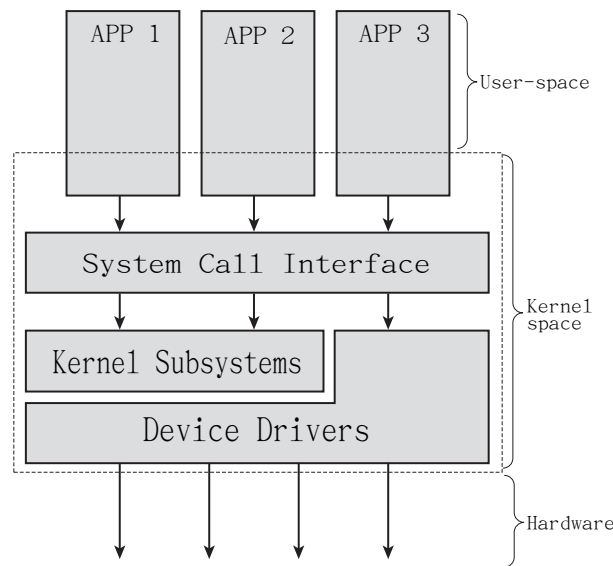 APP 1
APP 2
APP 3
User-space
System Call Interface
Kernel
space
Kernel Subsystems
Device Drivers
Hardware